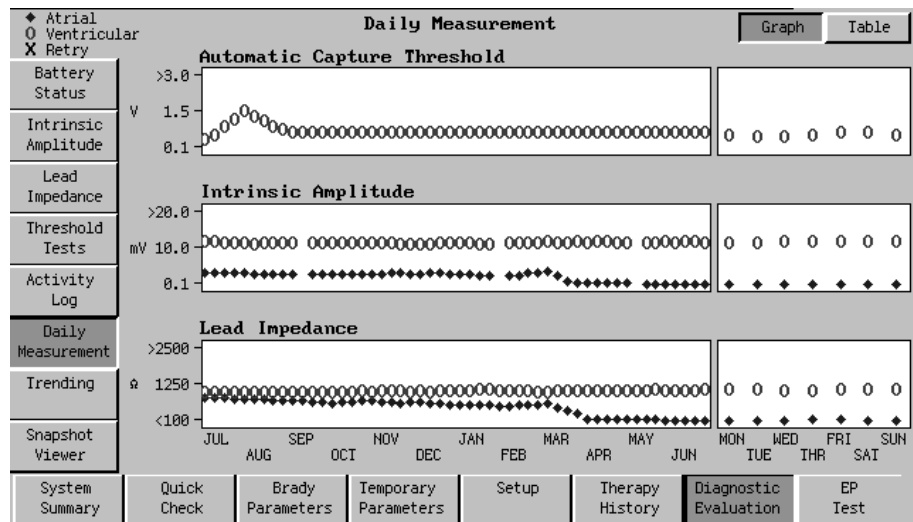 ◆ Atrial
O Ventricular
X Retry
Daily Measurement
Graph
Table
Battery
Status
Intrinsic
Amplitude
Lead
Impedance
Threshold
Tests
Activity
Log
Daily
Measurement
Trending
Snapshot
Viewer
Automatic Capture Threshold
>3.0
V 1.5
0.1
Intrinsic Amplitude
>20.0
mV 10.0
0.1
Lead Impedance
>2500
Ω 1250
<100
JUL SEP NOV JAN MAR MAY MON WED FRI SUN
AUG OCT DEC FEB APR JUN TUE THR SAT
System
Summary
Quick
Check
Brady
Parameters
Temporary
Parameters
Setup
Therapy
History
Diagnostic
Evaluation
EP
Test